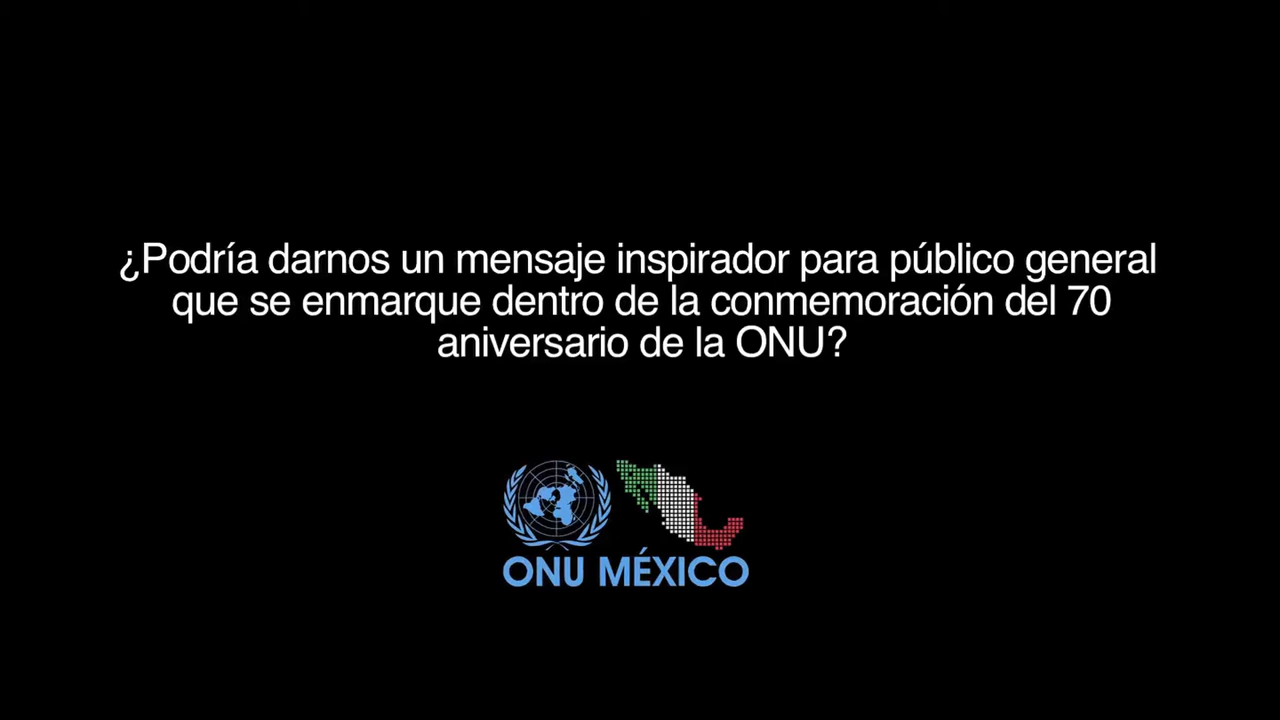 ¿Podría darnos un mensaje inspirador para público general
que se enmarque dentro de la conmemoración del 70
aniversario de la ONU?
ONU MÉXICO